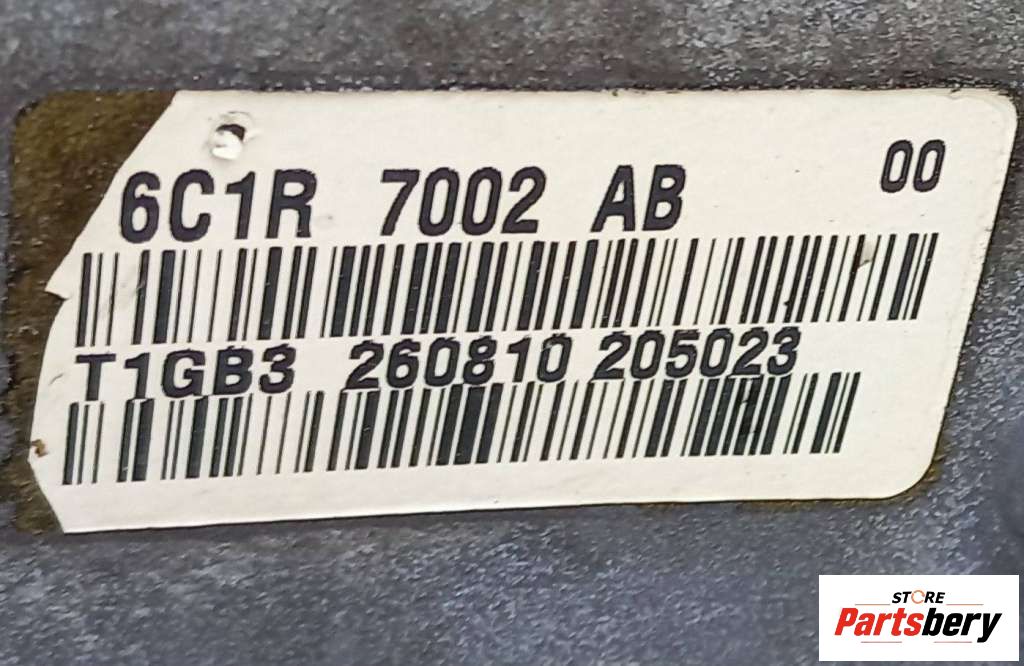 6C1R 7002 AB 00
T1GB3 260810 205023
STORE
Partsbery